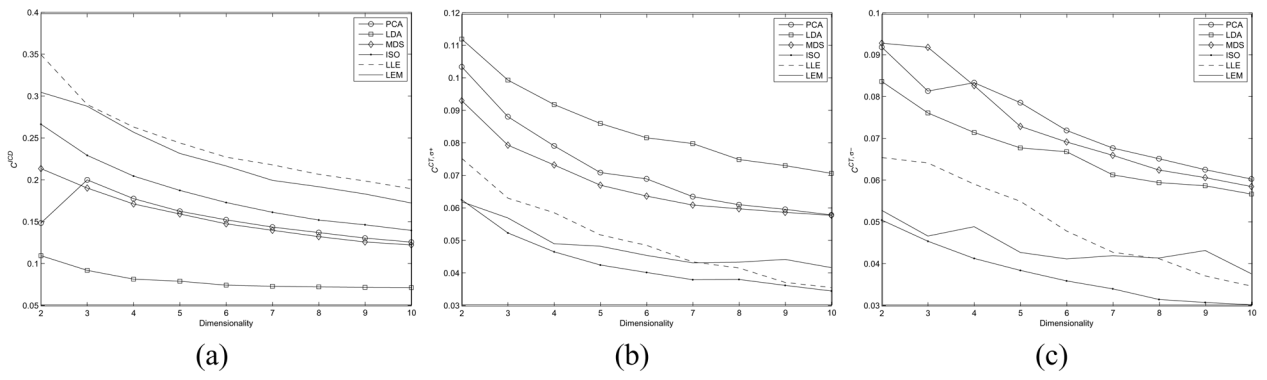 0.4
0.35
0.3
0.25
0.2
0.15
0.1
0.05
C^ICD
2 3 4 5 6 7 8 9 10
Dimensionality
PCA
LDA
MDS
ISO
LLE
LEM
(a)
0.12
0.11
0.1
0.09
0.08
0.07
0.06
0.05
0.04
0.03
C^CT, σ+
2 3 4 5 6 7 8 9 10
Dimensionality
PCA
LDA
MDS
ISO
LLE
LEM
(b)
0.1
0.09
0.08
0.07
0.06
0.05
0.04
0.03
C^CT, σ−
2 3 4 5 6 7 8 9 10
Dimensionality
PCA
LDA
MDS
ISO
LLE
LEM
(c)